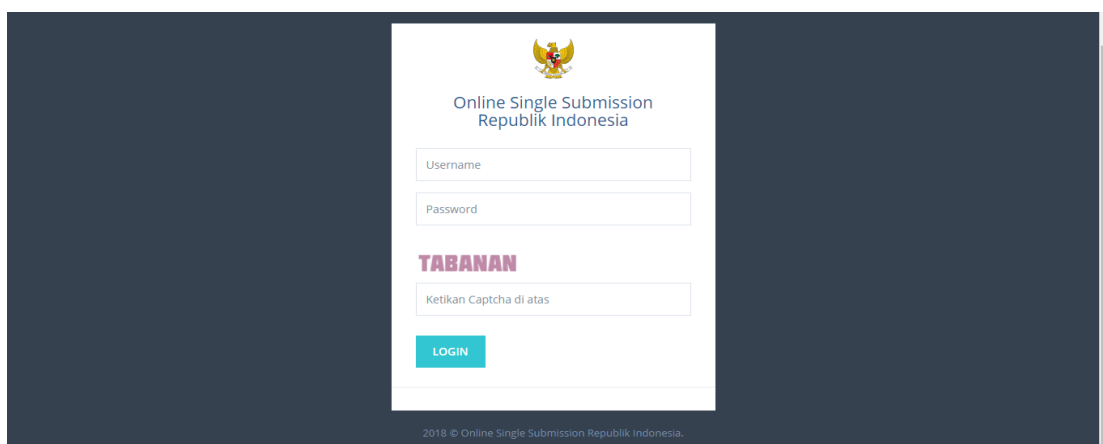 Online Single Submission
Republik Indonesia
Username
Password
TABANAN
Ketikan Captcha di atas
LOGIN
2018 © Online Single Submission Republik Indonesia.